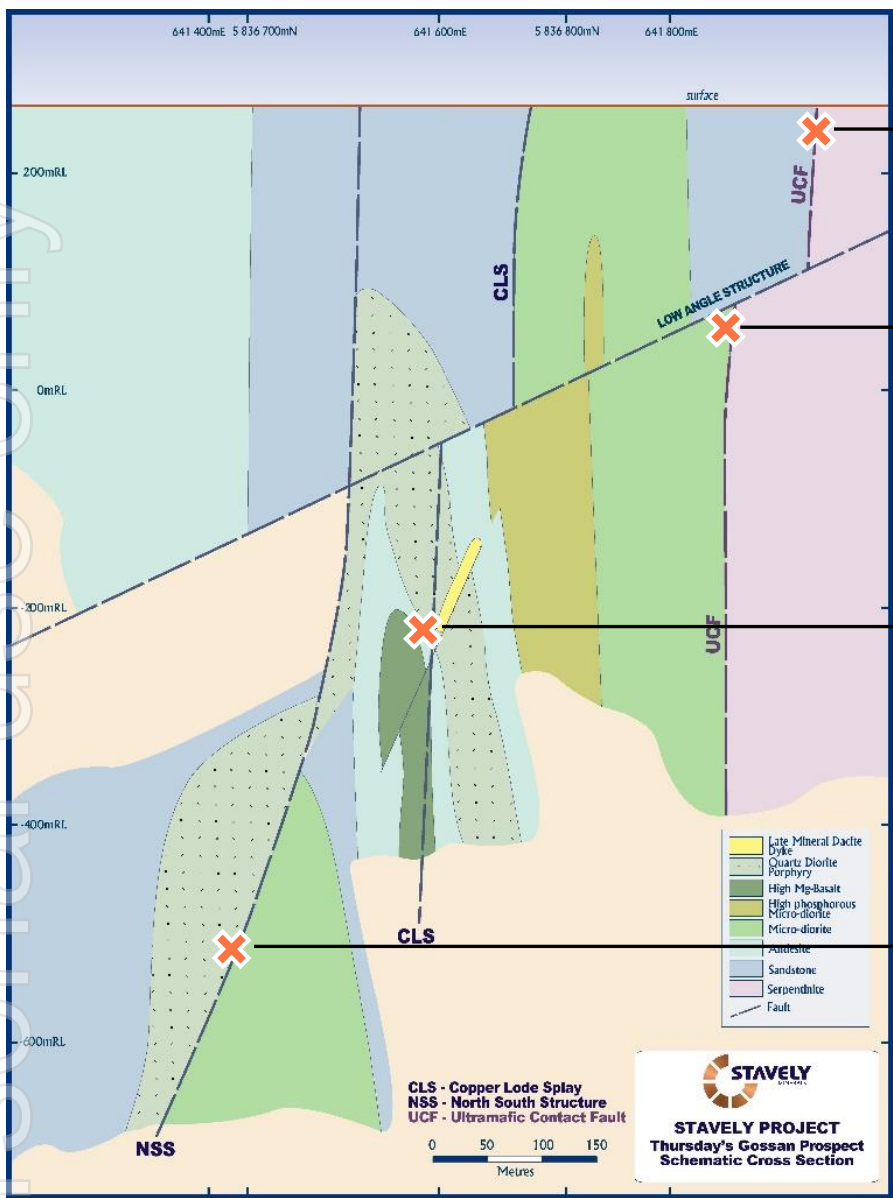 641 400mE 5 836 700mN 641 600mE 5 836 800mN 641 800mE
surface
200mRL
UCF
CLS
LOW ANGLE STRUCTURE
0mRL
-200mRL
UCF
-400mRL
Late Mineral Dacite
Dyke
Quartz Diorite
Porphyry
High Mg-Basalt
High phosphorous
Micro-diorite
Micro-diorite
Andesite
Sandstone
Serpentinite
Fault
CLS
-600mRL
NSS
CLS - Copper Lode Splay
NSS - North South Structure
UCF - Ultramafic Contact Fault
0 50 100 150
Metres
STAVELY
MINERALS
STAVELY PROJECT
Thursday's Gossan Prospect
Schematic Cross Section